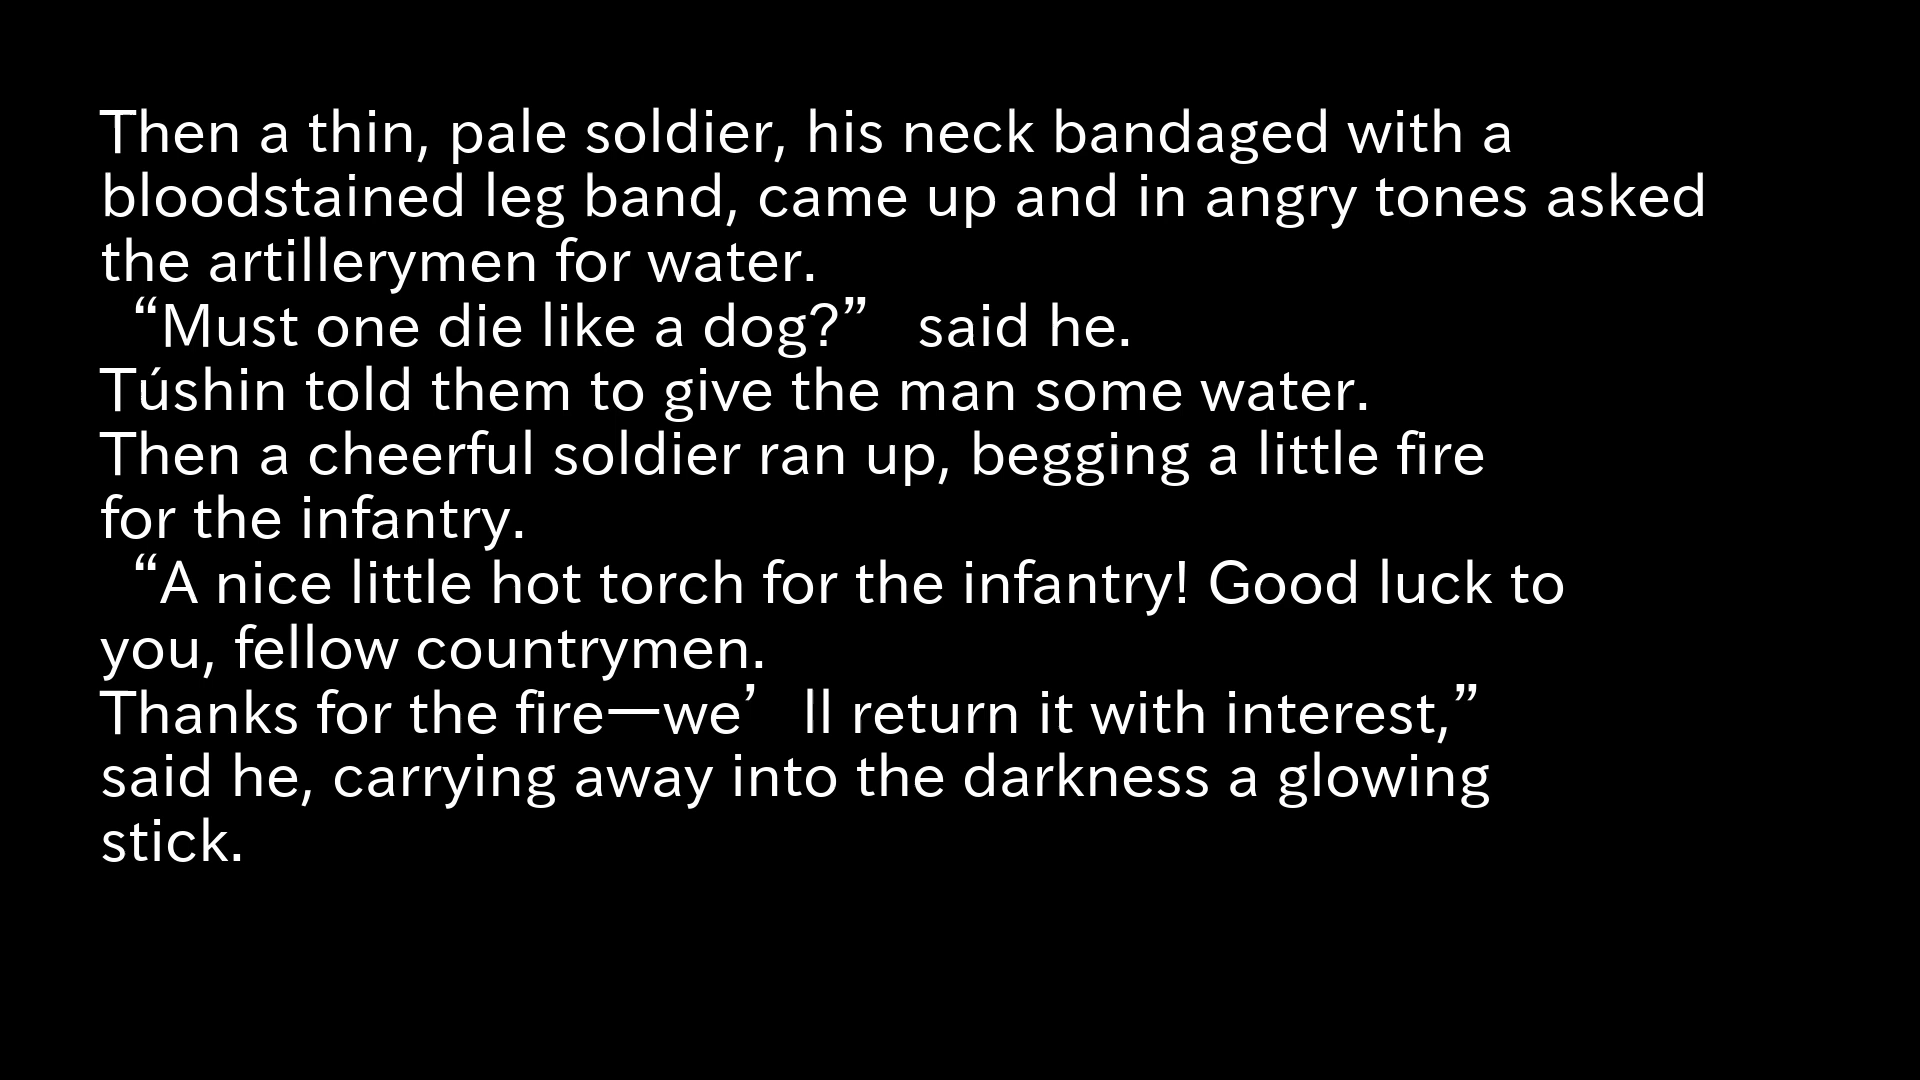 Then a thin, pale soldier, his neck bandaged with a
bloodstained leg band, came up and in angry tones asked
the artillerymen for water.
“Must one die like a dog?” said he.
Túshin told them to give the man some water.
Then a cheerful soldier ran up, begging a little fire
for the infantry.
“A nice little hot torch for the infantry! Good luck to
you, fellow countrymen.
Thanks for the fire—we’ll return it with interest,”
said he, carrying away into the darkness a glowing
stick.